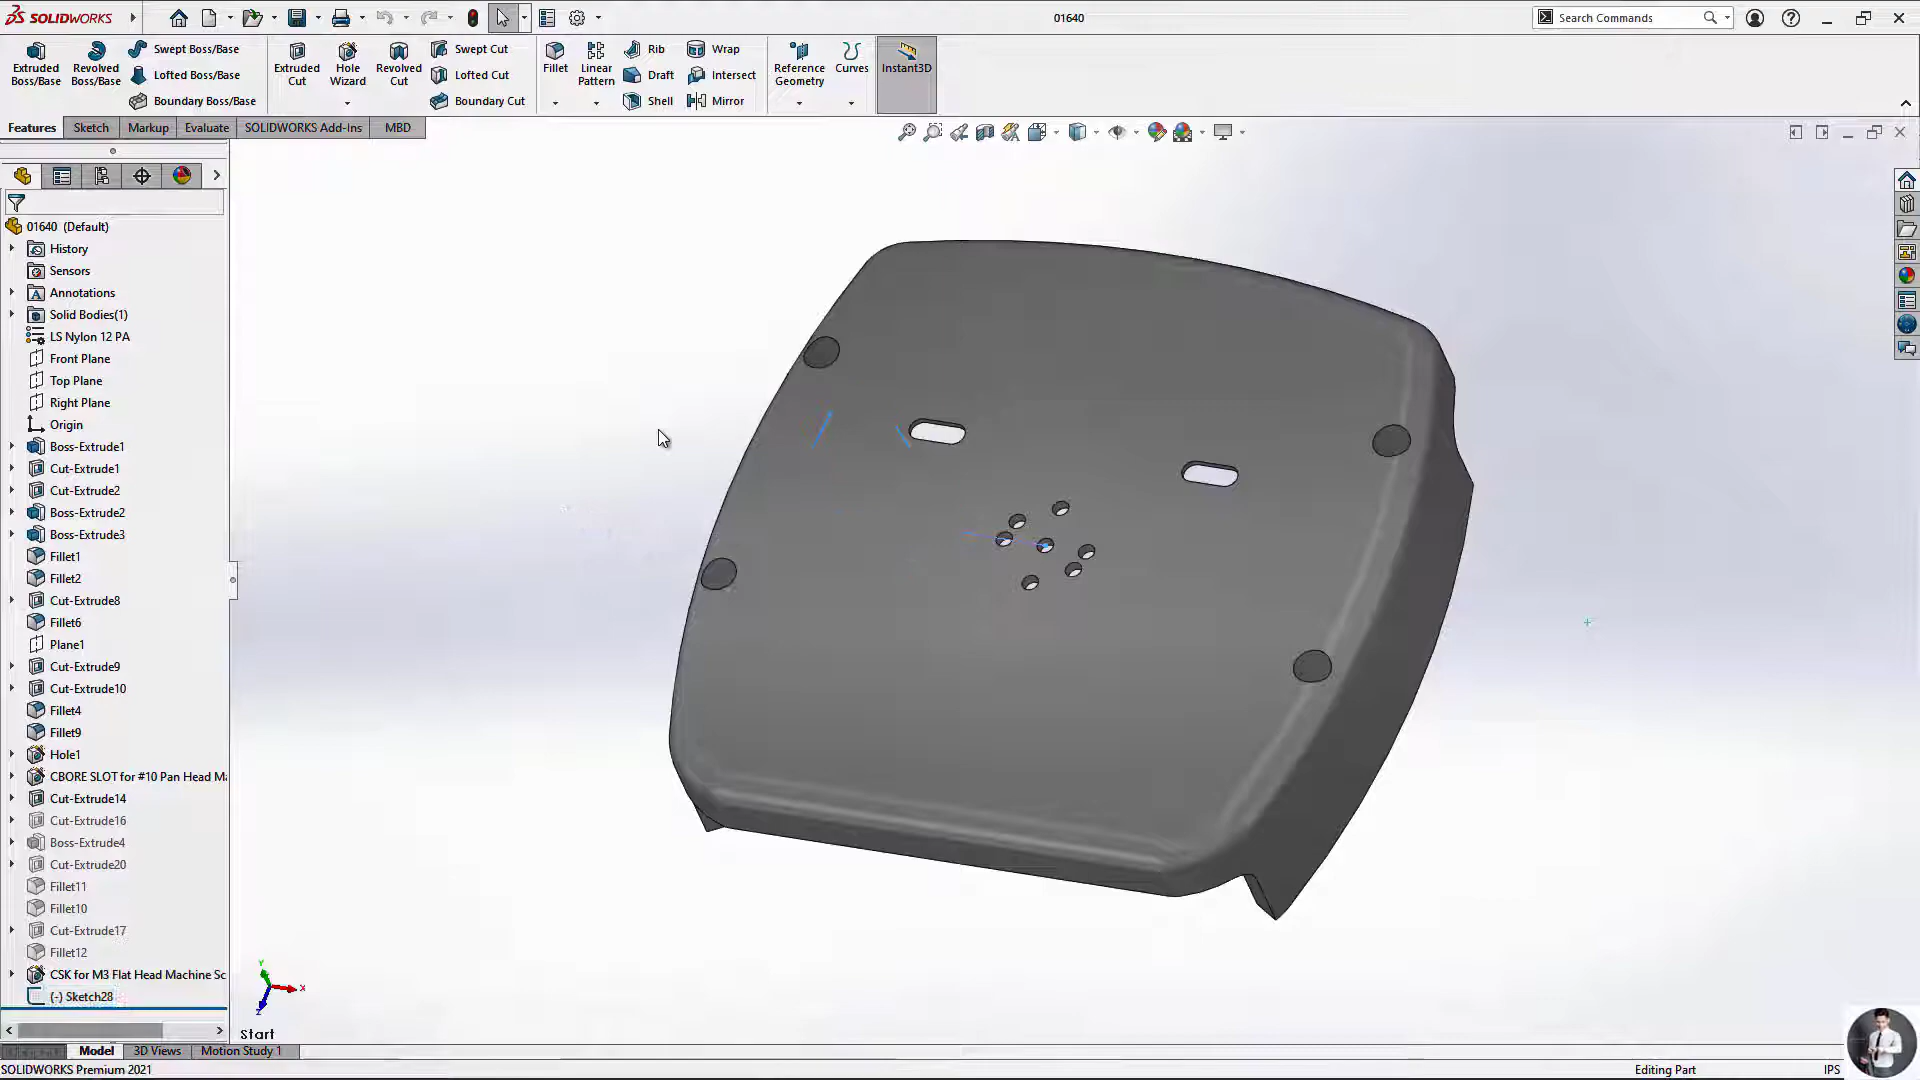 SOLIDWORKS
01640
Search Commands
Extruded Boss/Base
Revolved Boss/Base
Swept Boss/Base
Lofted Boss/Base
Boundary Boss/Base
Extruded Cut
Hole Wizard
Revolved Cut
Swept Cut
Lofted Cut
Boundary Cut
Fillet
Linear Pattern
Rib
Draft
Shell
Wrap
Intersect
Mirror
Reference Geometry
Curves
Instant3D
Features
Sketch
Markup
Evaluate
SOLIDWORKS Add-Ins
MBD
01640 (Default)
History
Sensors
Annotations
Solid Bodies(1)
LS Nylon 12 PA
Front Plane
Top Plane
Right Plane
Origin
Boss-Extrude1
Cut-Extrude1
Cut-Extrude2
Boss-Extrude2
Boss-Extrude3
Fillet1
Fillet2
Cut-Extrude8
Fillet6
Plane1
Cut-Extrude9
Cut-Extrude10
Fillet4
Fillet9
Hole1
CBORE SLOT for #10 Pan Head Ma
Cut-Extrude14
Cut-Extrude16
Boss-Extrude4
Cut-Extrude20
Fillet11
Fillet10
Cut-Extrude17
Fillet12
CSK for M3 Flat Head Machine Sc
(-) Sketch28
Y
X
Z
Start
Model
3D Views
Motion Study 1
SOLIDWORKS Premium 2021
Editing Part
IPS